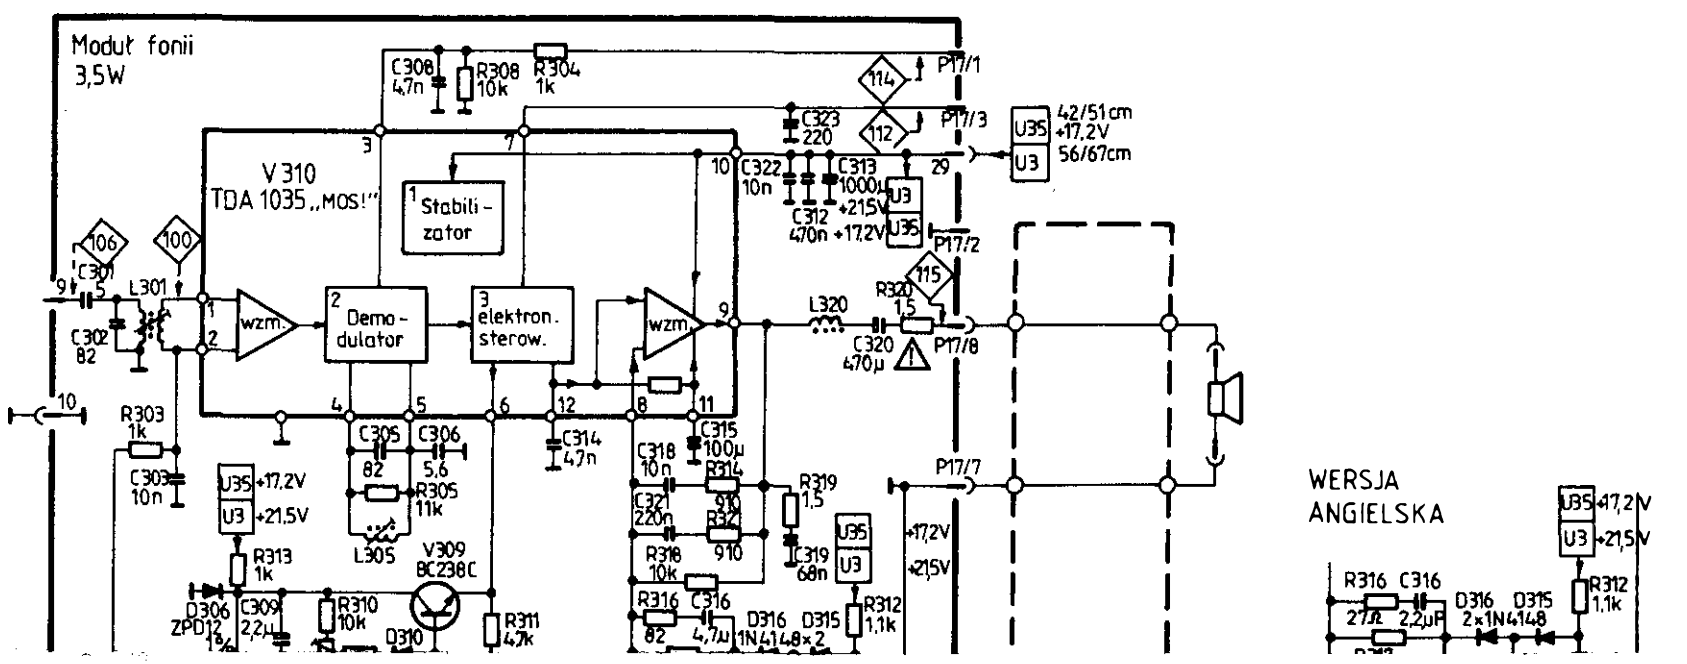 Moduł fonii
3,5W
C308
4,7n
R308
10k
R304
1k
114
P17/1
C323
220
112
P17/3
U35
U3
42/51cm
+17,2V
56/67cm
3
7
10
V310
TDA 1035 „MOS!"
1
Stabili-
zator
C322
10n
C313
1000µ
29
U3
U35
+21,5V
C312
470n
+17,2V
P17/2
106
100
115
C301
5
9
L301
1
2
C302
82
wzm.
2
Demo-
dulator
3
elektron.
sterow.
wzm.
9
L320
R320
1,5
C320
470µ
P17/8
10
4
5
6
12
8
11
R303
1k
C303
10n
C305
82
C306
5,6
R305
11k
L305
C314
47n
C315
100µ
C318
10n
R314
910
C321
220n
R321
910
R318
10k
R319
1,5
C319
68n
P17/7
U35
U3
+17,2V
+21,5V
U35
U3
+17,2V
+21,5V
R313
1k
D306
ZPD12
C309
2,2µ
R310
10k
D310
V309
BC238C
R311
4,7k
R316
82
C316
4,7µ
D316
D315
1N4148×2
R312
1,1k
WERSJA
ANGIELSKA
U35
U3
+17,2V
+21,5V
R316
27Ω
C316
2,2µP
D316
D315
2×1N4148
R312
1,1k